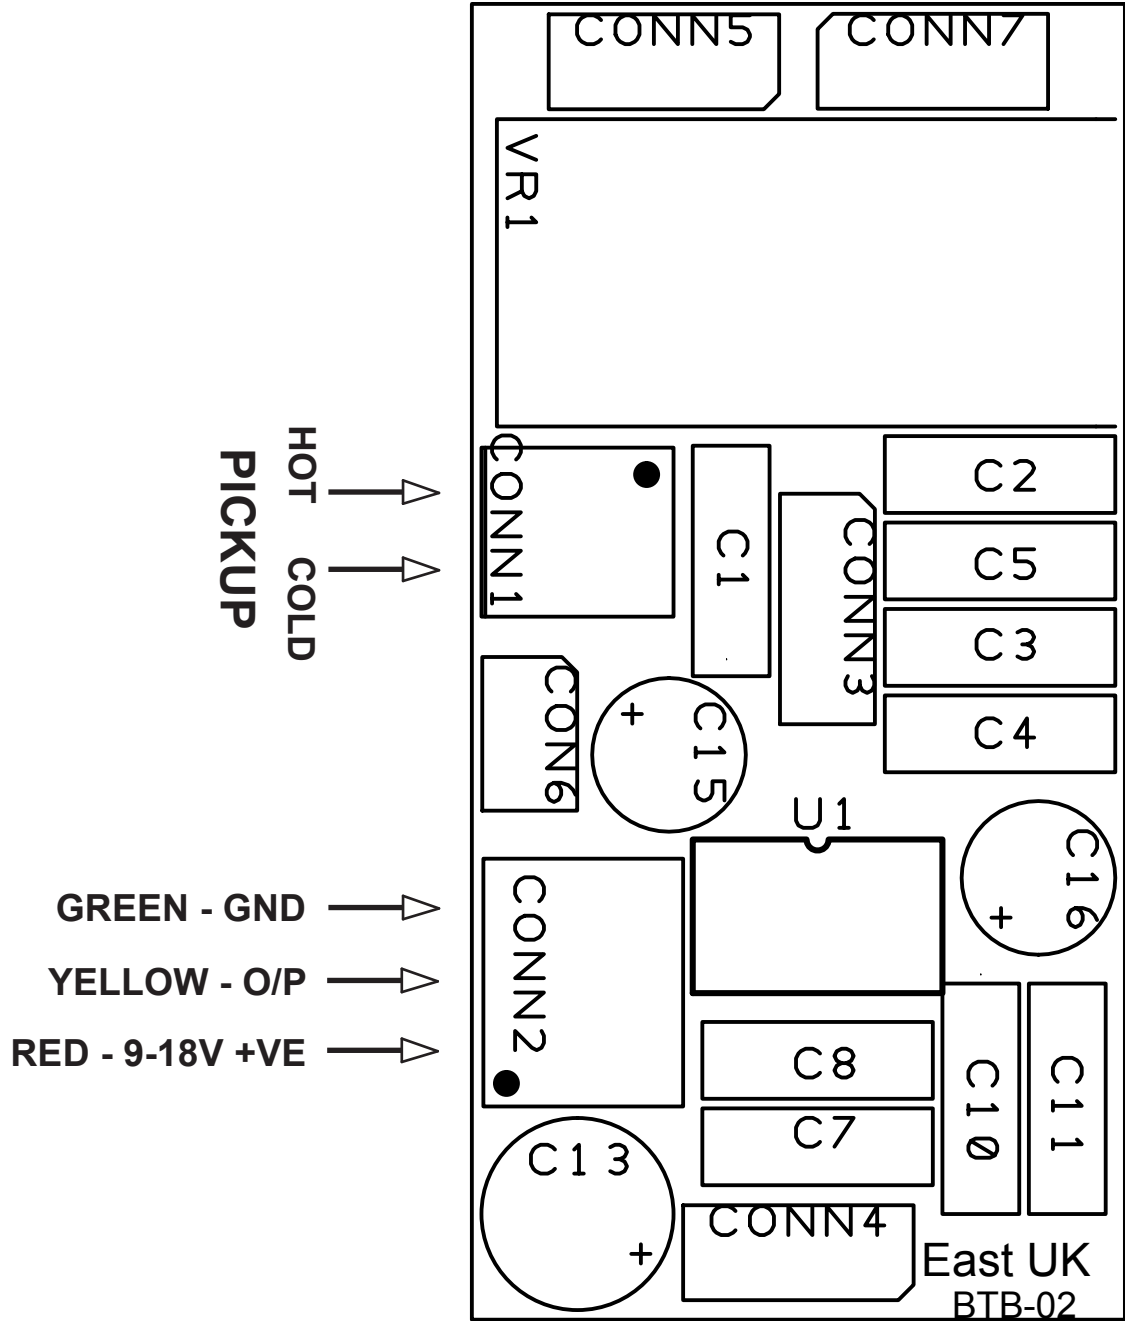 CONN5
CONN7
VR1
HOT
PICKUP
COLD
CONN1
C1
CONN3
C2
C5
C3
C4
CON6
+
C15
U1
C16
+
GREEN - GND
YELLOW - O/P
RED - 9-18V +VE
CONN2
C8
C7
C10
C11
C13
+
CONN4
East UK
BTB-02